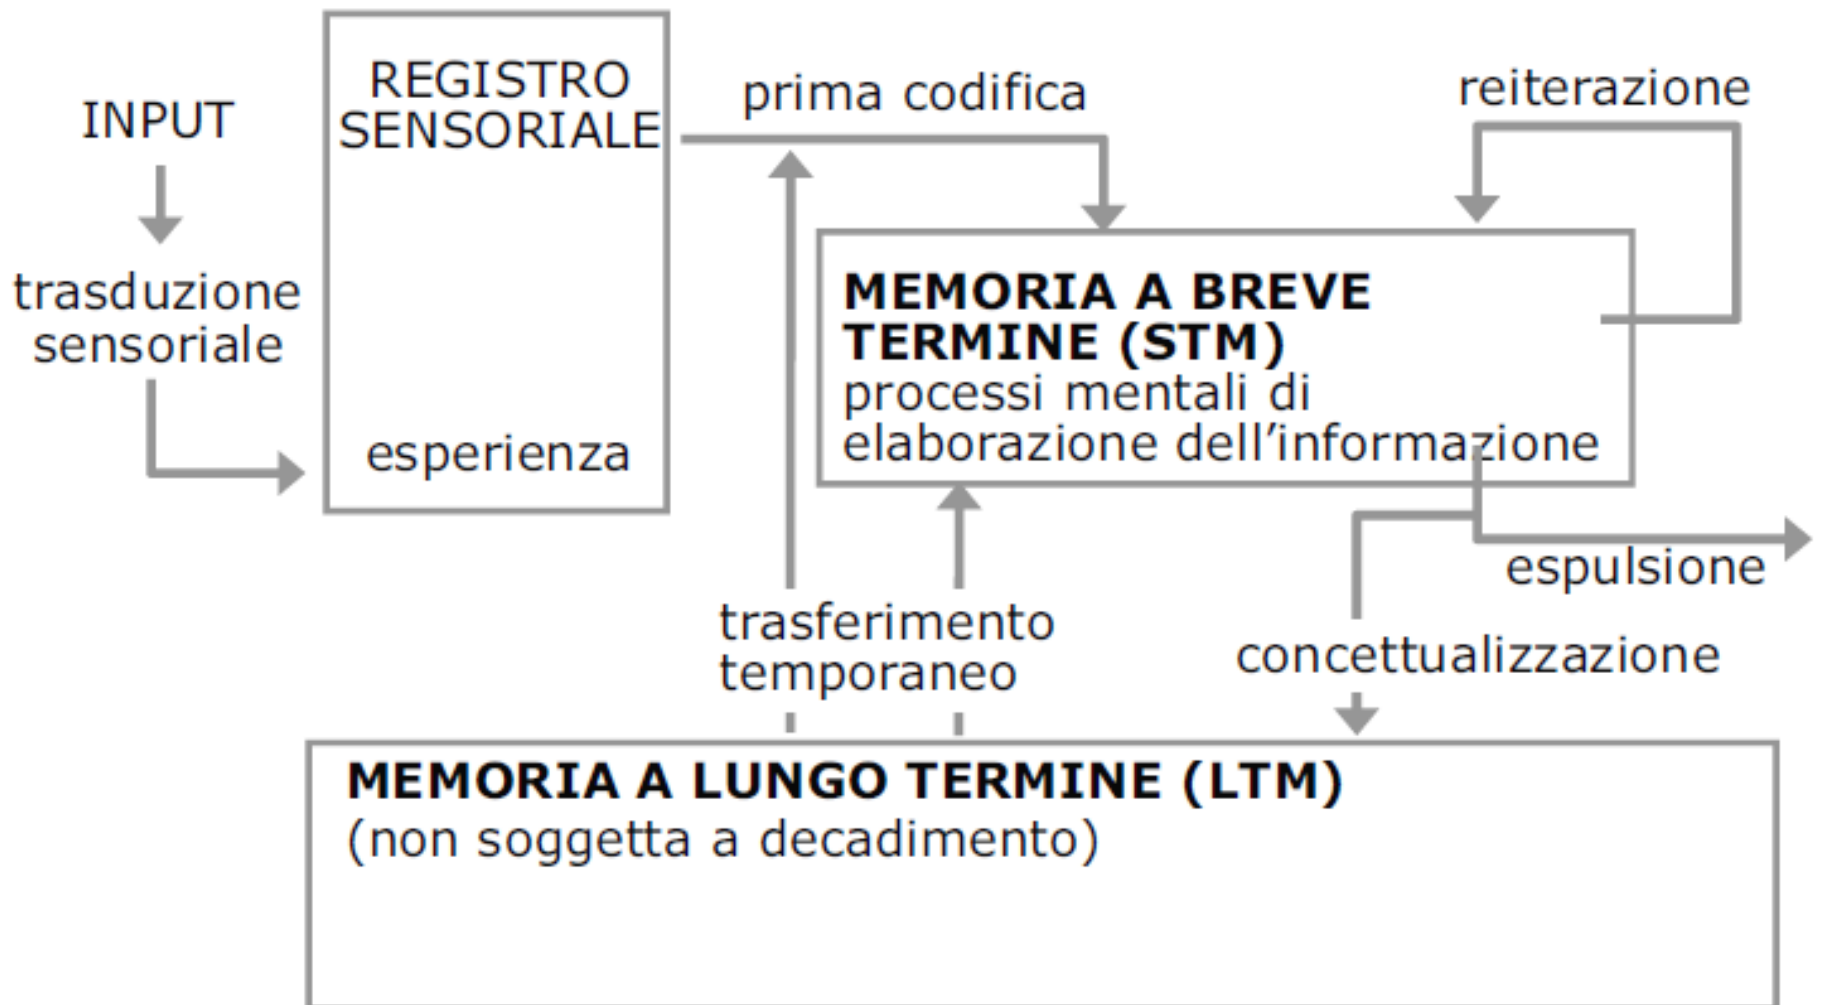 INPUT
trasduzione
sensoriale
REGISTRO
SENSORIALE
esperienza
prima codifica
reiterazione
MEMORIA A BREVE
TERMINE (STM)
processi mentali di
elaborazione dell'informazione
espulsione
trasferimento
temporaneo
concettualizzazione
MEMORIA A LUNGO TERMINE (LTM)
(non soggetta a decadimento)